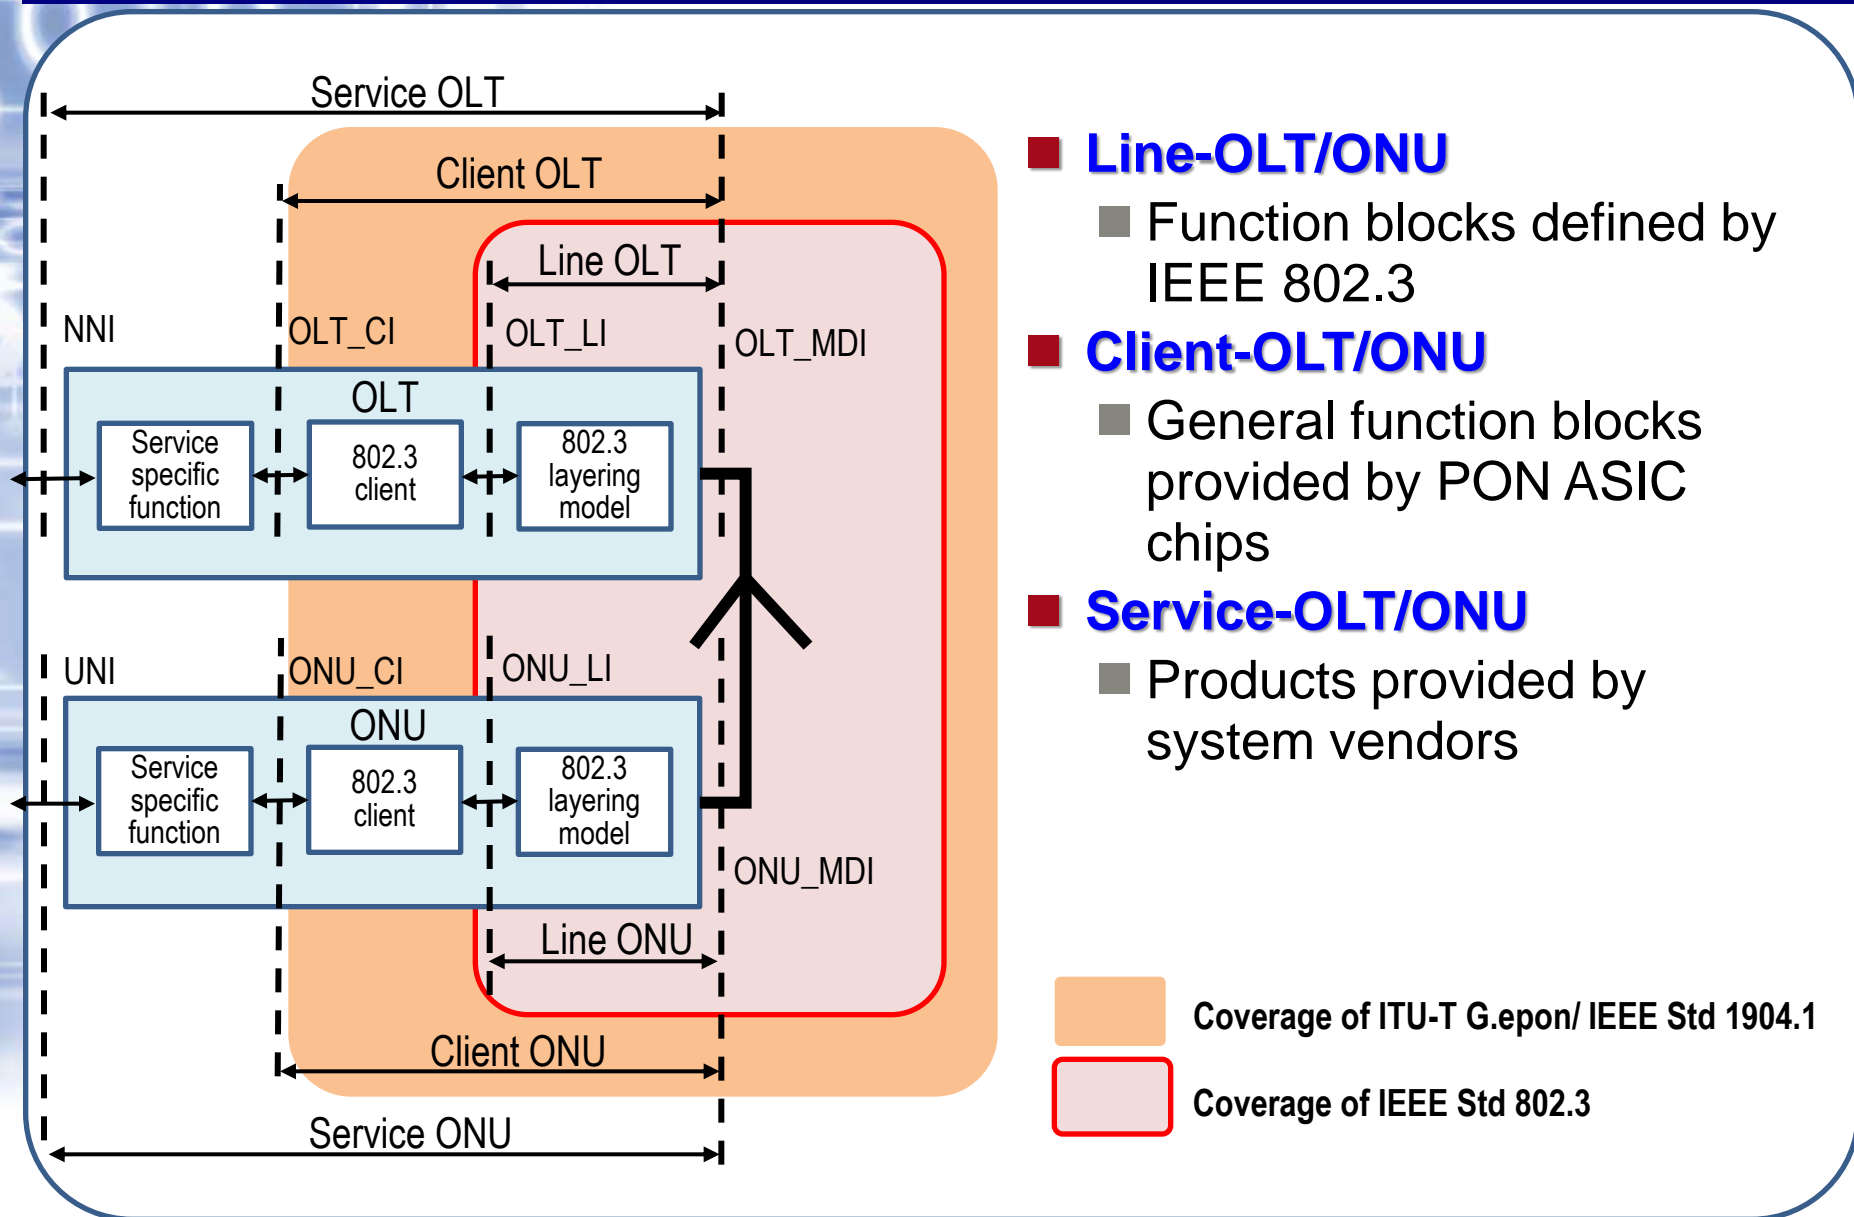 Service OLT
Client OLT
Line OLT
NNI
OLT_CI
OLT_LI
OLT_MDI
OLT
Service
specific
function
802.3
client
802.3
layering
model
UNI
ONU_CI
ONU_LI
ONU
Service
specific
function
802.3
client
802.3
layering
model
ONU_MDI
Line ONU
Client ONU
Service ONU
Line-OLT/ONU
Function blocks defined by
IEEE 802.3
Client-OLT/ONU
General function blocks
provided by PON ASIC
chips
Service-OLT/ONU
Products provided by
system vendors
Coverage of ITU-T G.epon/ IEEE Std 1904.1
Coverage of IEEE Std 802.3